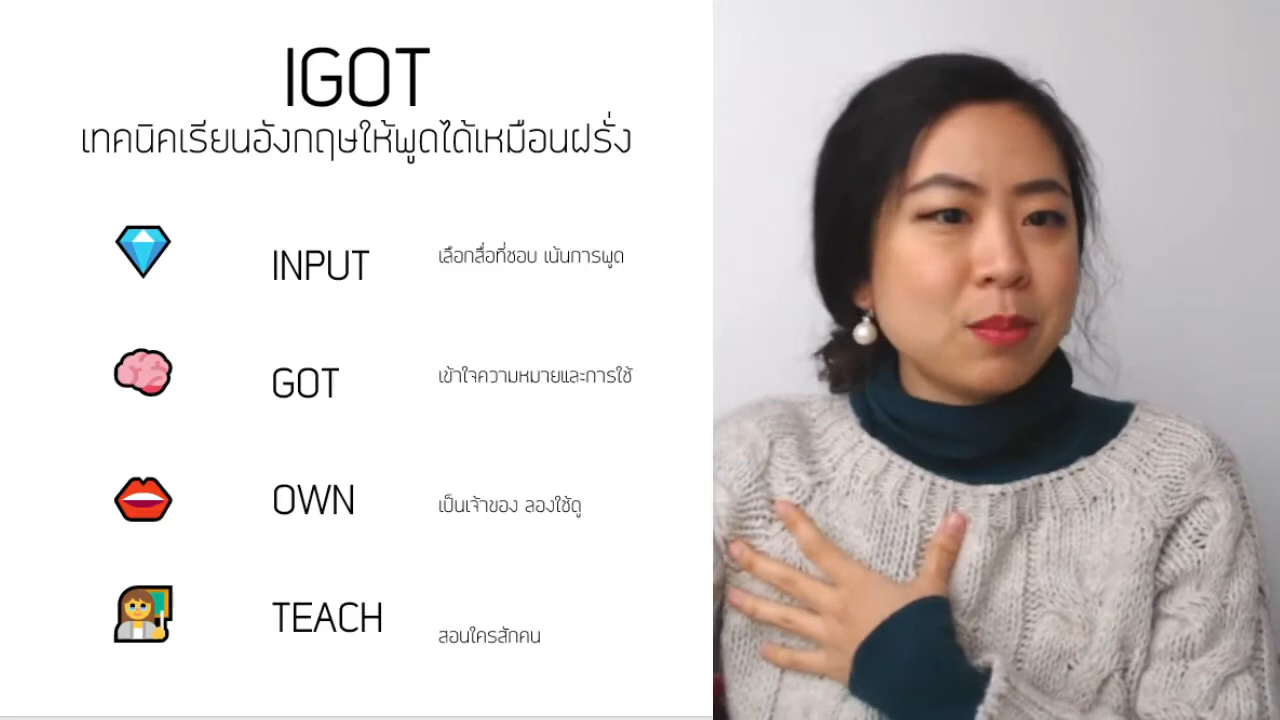 IGOT
เทคนิคเรียนอังกฤษให้พูดได้เหมือนฝรั่ง
INPUT เลือกสื่อที่ชอบ เน้นการพูด
GOT เข้าใจความหมายและการใช้
OWN เป็นเจ้าของ ลองใช้ดู
TEACH สอนใครสักคน